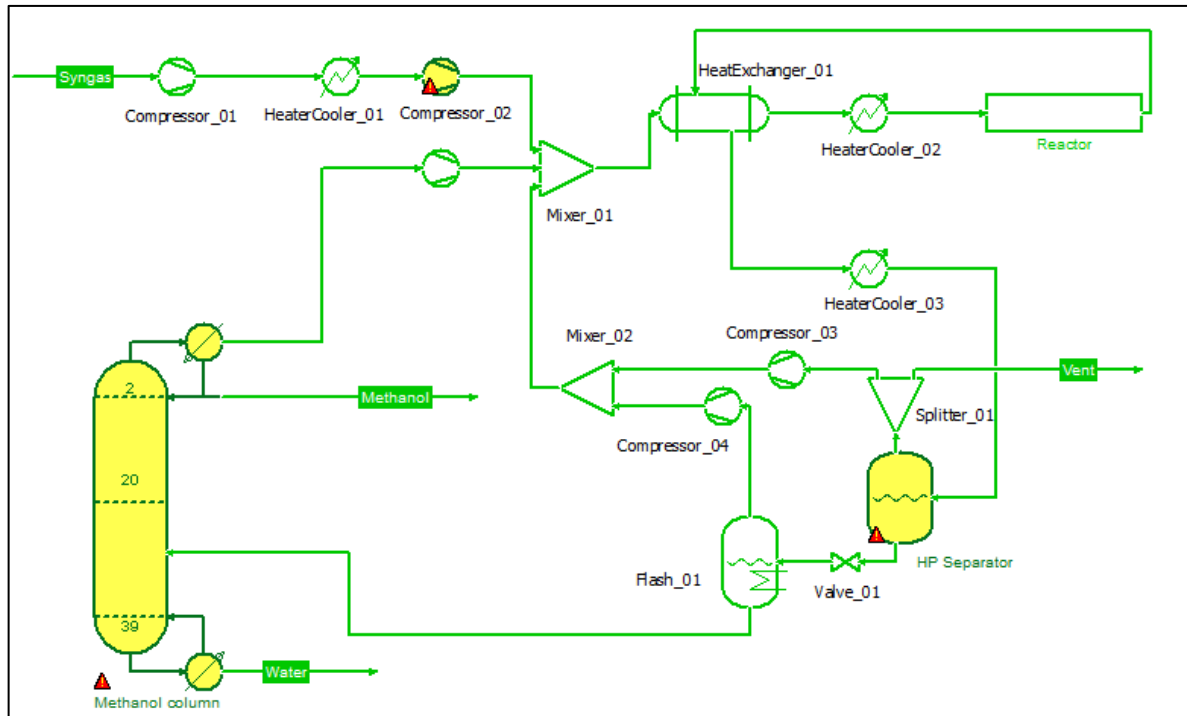 Syngas
Compressor_01
HeaterCooler_01
Compressor_02
HeatExchanger_01
HeaterCooler_02
Reactor
Mixer_01
HeaterCooler_03
Mixer_02
Compressor_03
Vent
2
Methanol
Splitter_01
Compressor_04
20
Flash_01
Valve_01
HP Separator
39
Water
Methanol column